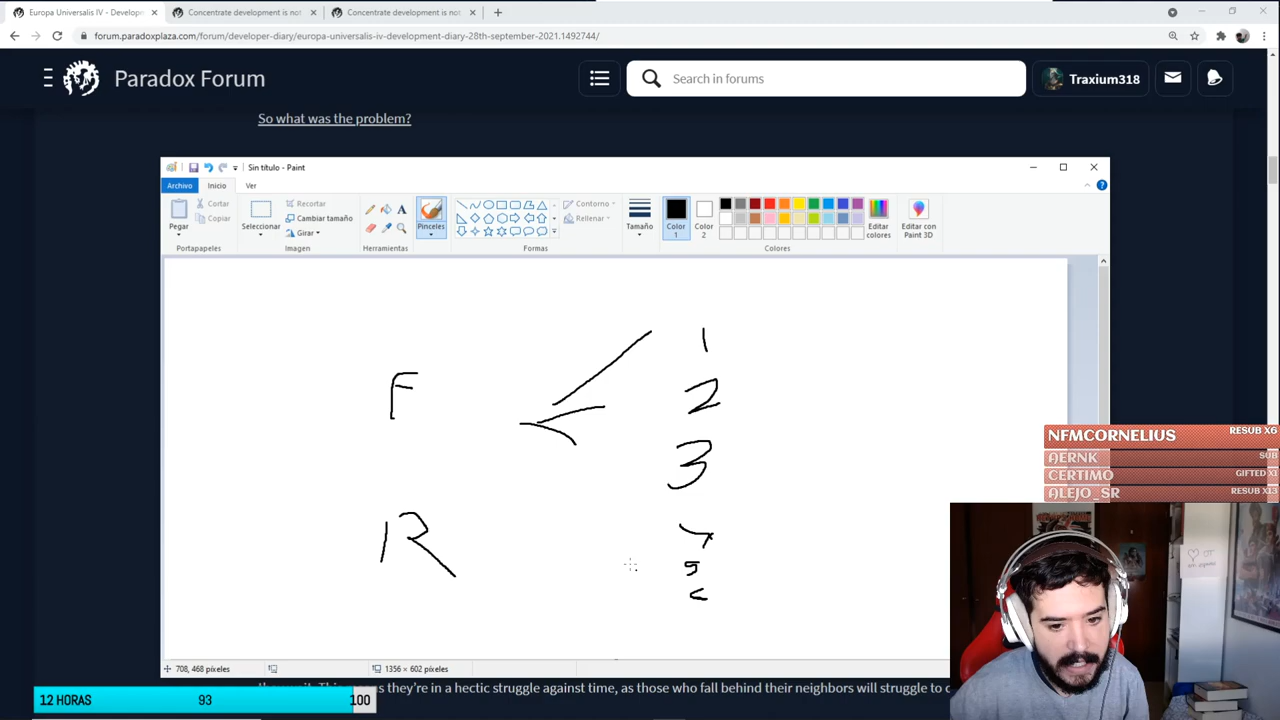 Europa Universalis IV - Developm
Concentrate development is not
Concentrate development is not
forum.paradoxplaza.com/forum/developer-diary/europa-universalis-iv-development-diary-28th-september-2021.1492744/
Paradox Forum
Search in forums
Traxium318
So what was the problem?
Sin título - Paint
Archivo
Inicio
Ver
Pegar
Cortar
Copiar
Portapapeles
Seleccionar
Recortar
Cambiar tamaño
Girar
Imagen
Herramientas
Pinceles
Formas
Contorno
Rellenar
Tamaño
Color 1
Color 2
Editar colores
Colores
Editar con Paint 3D
F
R
1
2
3
5
708, 468 píxeles
1356 × 602 píxeles
they're in a hectic struggle against time, as those who fall behind their neighbors will struggle to
12 HORAS 93 100
NFMCORNELIUS RESUB X6
AERNK SUB
CERTIMO GIFTED X1
ALEJO_SR RESUB X13